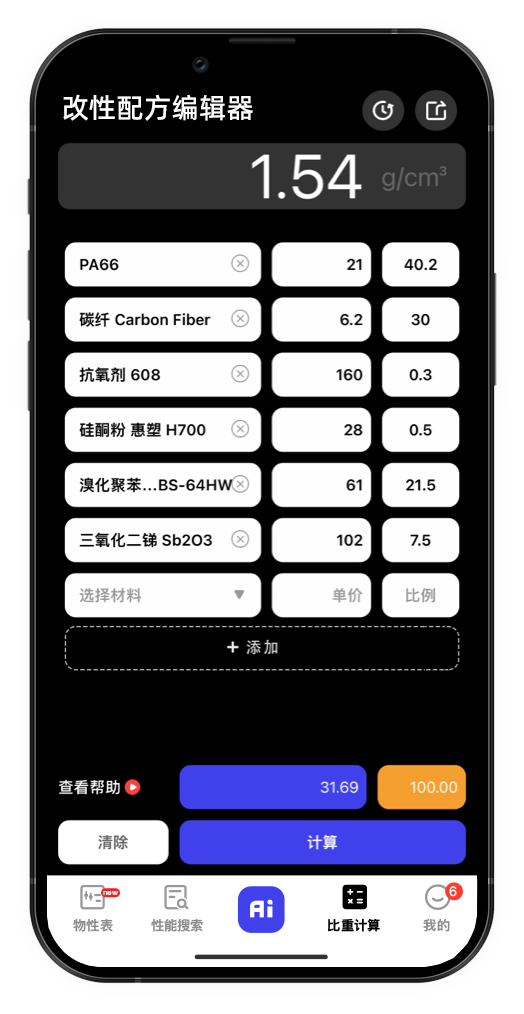 改性配方编辑器
1.54 g/cm³
PA66 21 40.2
碳纤 Carbon Fiber 6.2 30
抗氧剂 608 160 0.3
硅酮粉 惠塑 H700 28 0.5
溴化聚苯...BS-64HW 61 21.5
三氧化二锑 Sb2O3 102 7.5
选择材料 单价 比例
+ 添加
查看帮助 31.69 100.00
清除 计算
new Ai 6
物性表 性能搜索 比重计算 我的